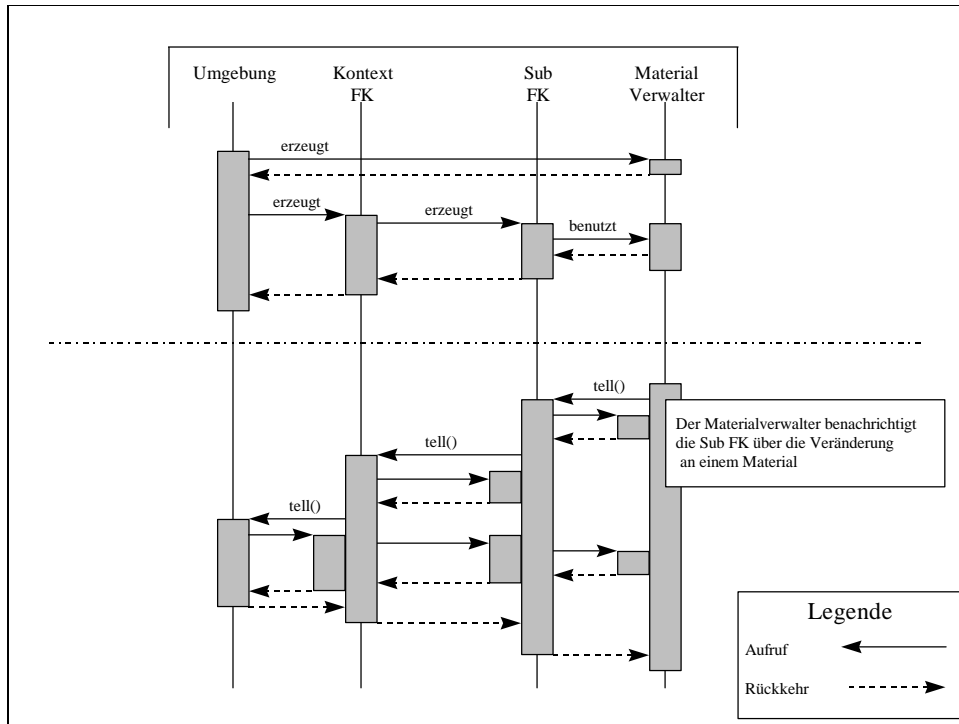 Umgebung
Kontext
FK
Sub
FK
Material
Verwalter
erzeugt
erzeugt
erzeugt
benutzt
tell()
Der Materialverwalter benachrichtigt
die Sub FK über die Veränderung
an einem Material
tell()
tell()
Legende
Aufruf
Rückkehr